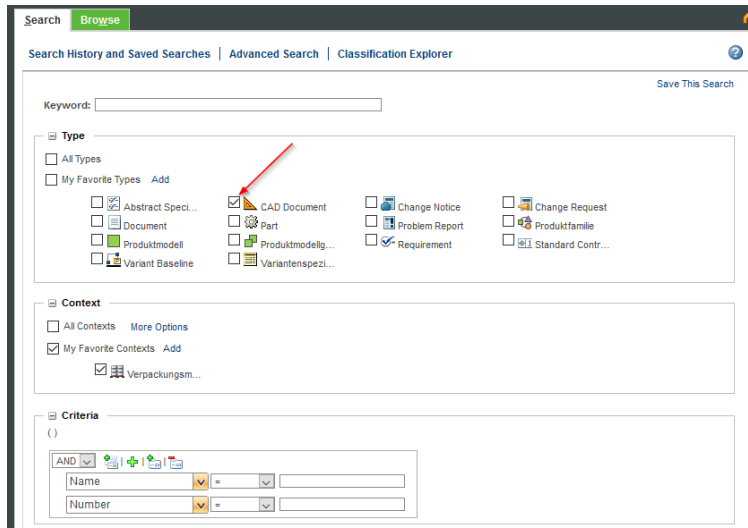 Search Browse
Search History and Saved Searches | Advanced Search | Classification Explorer
Save This Search
Keyword:
Type
All Types
My Favorite Types Add
Abstract Speci... CAD Document Change Notice Change Request
Document Part Problem Report Produktfamilie
Produktmodell Produktmodellg... Requirement Standard Contr...
Variant Baseline Variantenspezi...
Context
All Contexts More Options
My Favorite Contexts Add
Verpackungsm...
Criteria
( )
AND
Name =
Number =